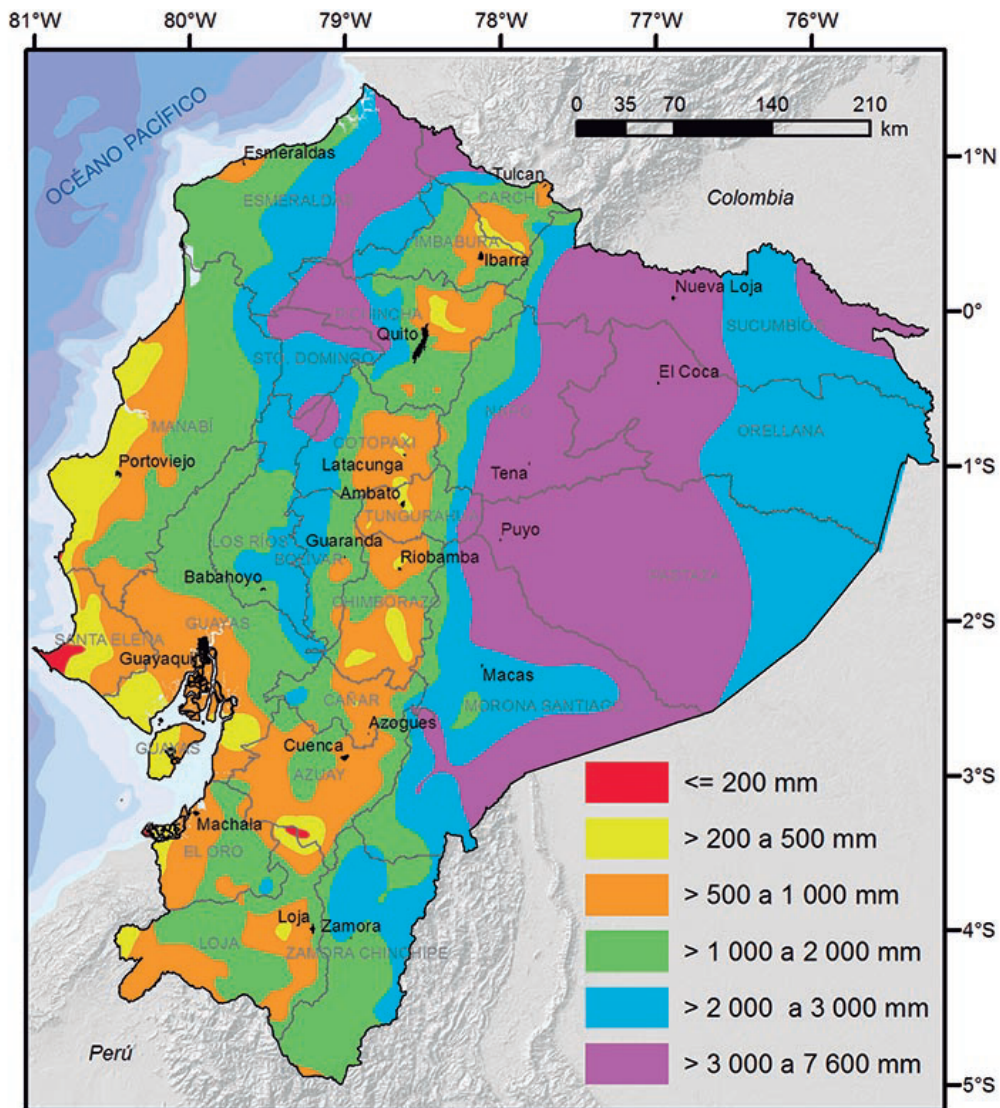 81°W 80°W 79°W 78°W 77°W 76°W
OCÉANO PACÍFICO
0 35 70 140 210
km
1°N
Esmeraldas
ESMERALDAS
Tulcan
CARCHI
Colombia
IMBABURA
Ibarra
Nueva Loja
0°
PICHINCHA
Quito
SUCUMBÍOS
STO. DOMINGO
El Coca
NAPO
MANABÍ
COTOPAXI
ORELLANA
Portoviejo
Latacunga
Tena
1°S
Ambato
TUNGURAHUA
LOS RÍOS
Guaranda
Puyo
BOLÍVAR
Riobamba
PASTAZA
Babahoyo
CHIMBORAZO
GUAYAS
2°S
SANTA ELENA
Guayaqui
Macas
CAÑAR
MORONA SANTIAGO
Azogues
GUAYAS
Cuenca
AZUAY
3°S
<= 200 mm
Machala
EL ORO
> 200 a 500 mm
> 500 a 1 000 mm
Loja
Zamora
4°S
LOJA
ZAMORA CHINCHIPE
> 1 000 a 2 000 mm
> 2 000 a 3 000 mm
Perú
> 3 000 a 7 600 mm
5°S